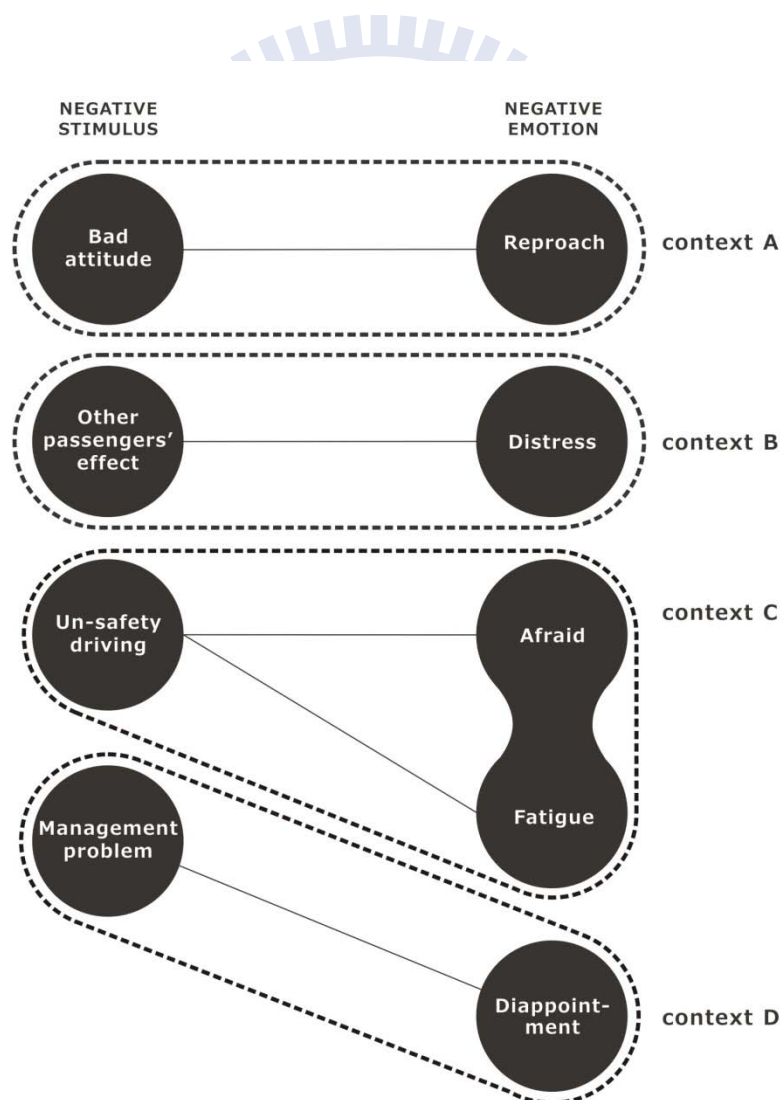 NEGATIVE
STIMULUS
NEGATIVE
EMOTION
Bad
attitude
Reproach
context A
Other
passengers’
effect
Distress
context B
Un-safety
driving
Afraid
context C
Fatigue
Management
problem
Diappoint-
ment
context D